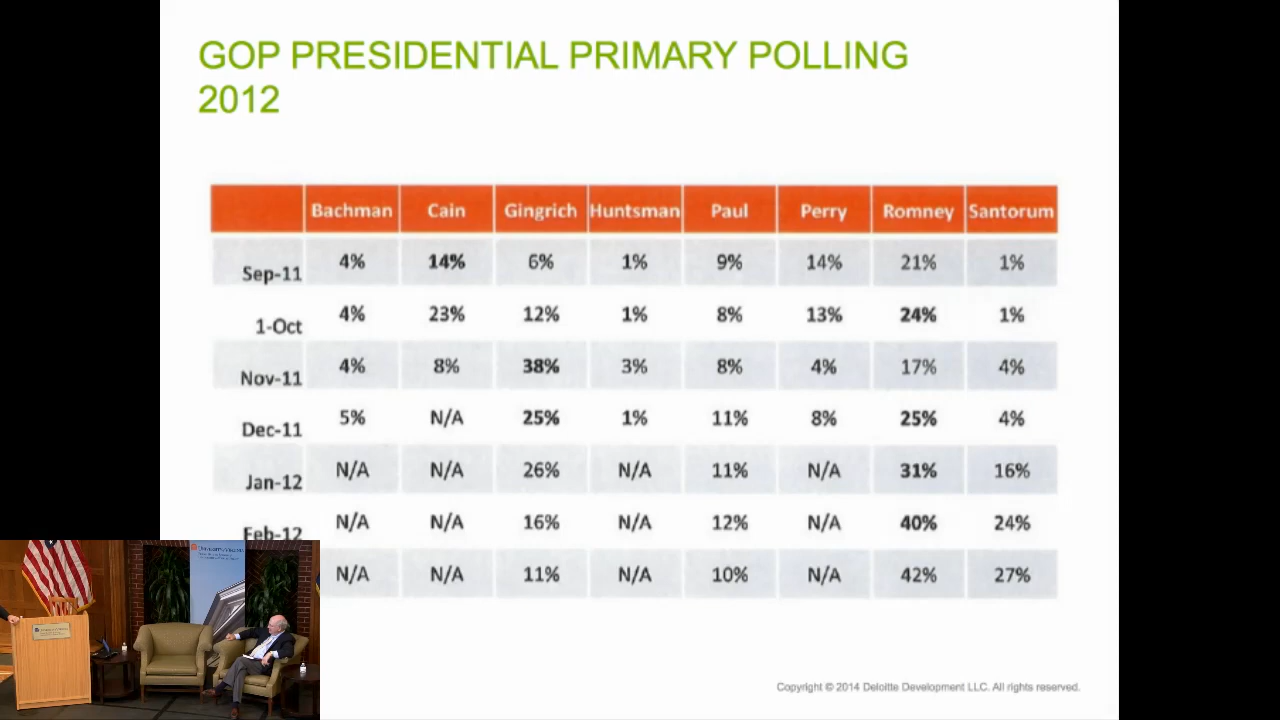 GOP PRESIDENTIAL PRIMARY POLLING
2012
Bachman Cain Gingrich Huntsman Paul Perry Romney Santorum
Sep-11 4% 14% 6% 1% 9% 14% 21% 1%
1-Oct 4% 23% 12% 1% 8% 13% 24% 1%
Nov-11 4% 8% 38% 3% 8% 4% 17% 4%
Dec-11 5% N/A 25% 1% 11% 8% 25% 4%
Jan-12 N/A N/A 26% N/A 11% N/A 31% 16%
Feb-12 N/A N/A 16% N/A 12% N/A 40% 24%
N/A N/A 11% N/A 10% N/A 42% 27%
Copyright © 2014 Deloitte Development LLC. All rights reserved.